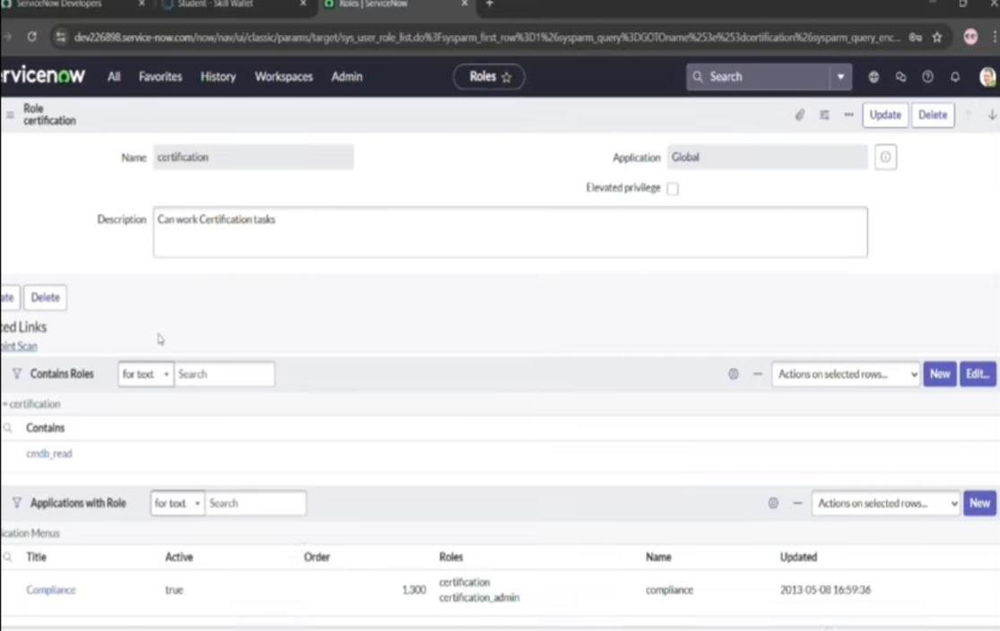 ServiceNow Developers
Student - Skill Wallet
Roles | ServiceNow
dev226898.service-now.com/now/nav/ui/classic/params/target/sys_user_role_list.do%3Fsysparm_first_row%3D1%26sysparm_query%3DGOTOname%253e%253dcertification%26sysparm_query_enc...
rvicenow All Favorites History Workspaces Admin Roles Search
Role
certification
Update Delete
Name certification Application Global
Elevated privilege
Description Can work Certification tasks
ate Delete
ted Links
oint Scan
Contains Roles for text Search Actions on selected rows... New Edit...
= certification
Contains
cmdb_read
Applications with Role for text Search Actions on selected rows... New
ication Menus
Title Active Order Roles Name Updated
Compliance true 1,300 certification compliance 2013-05-08 16:59:36
certification_admin